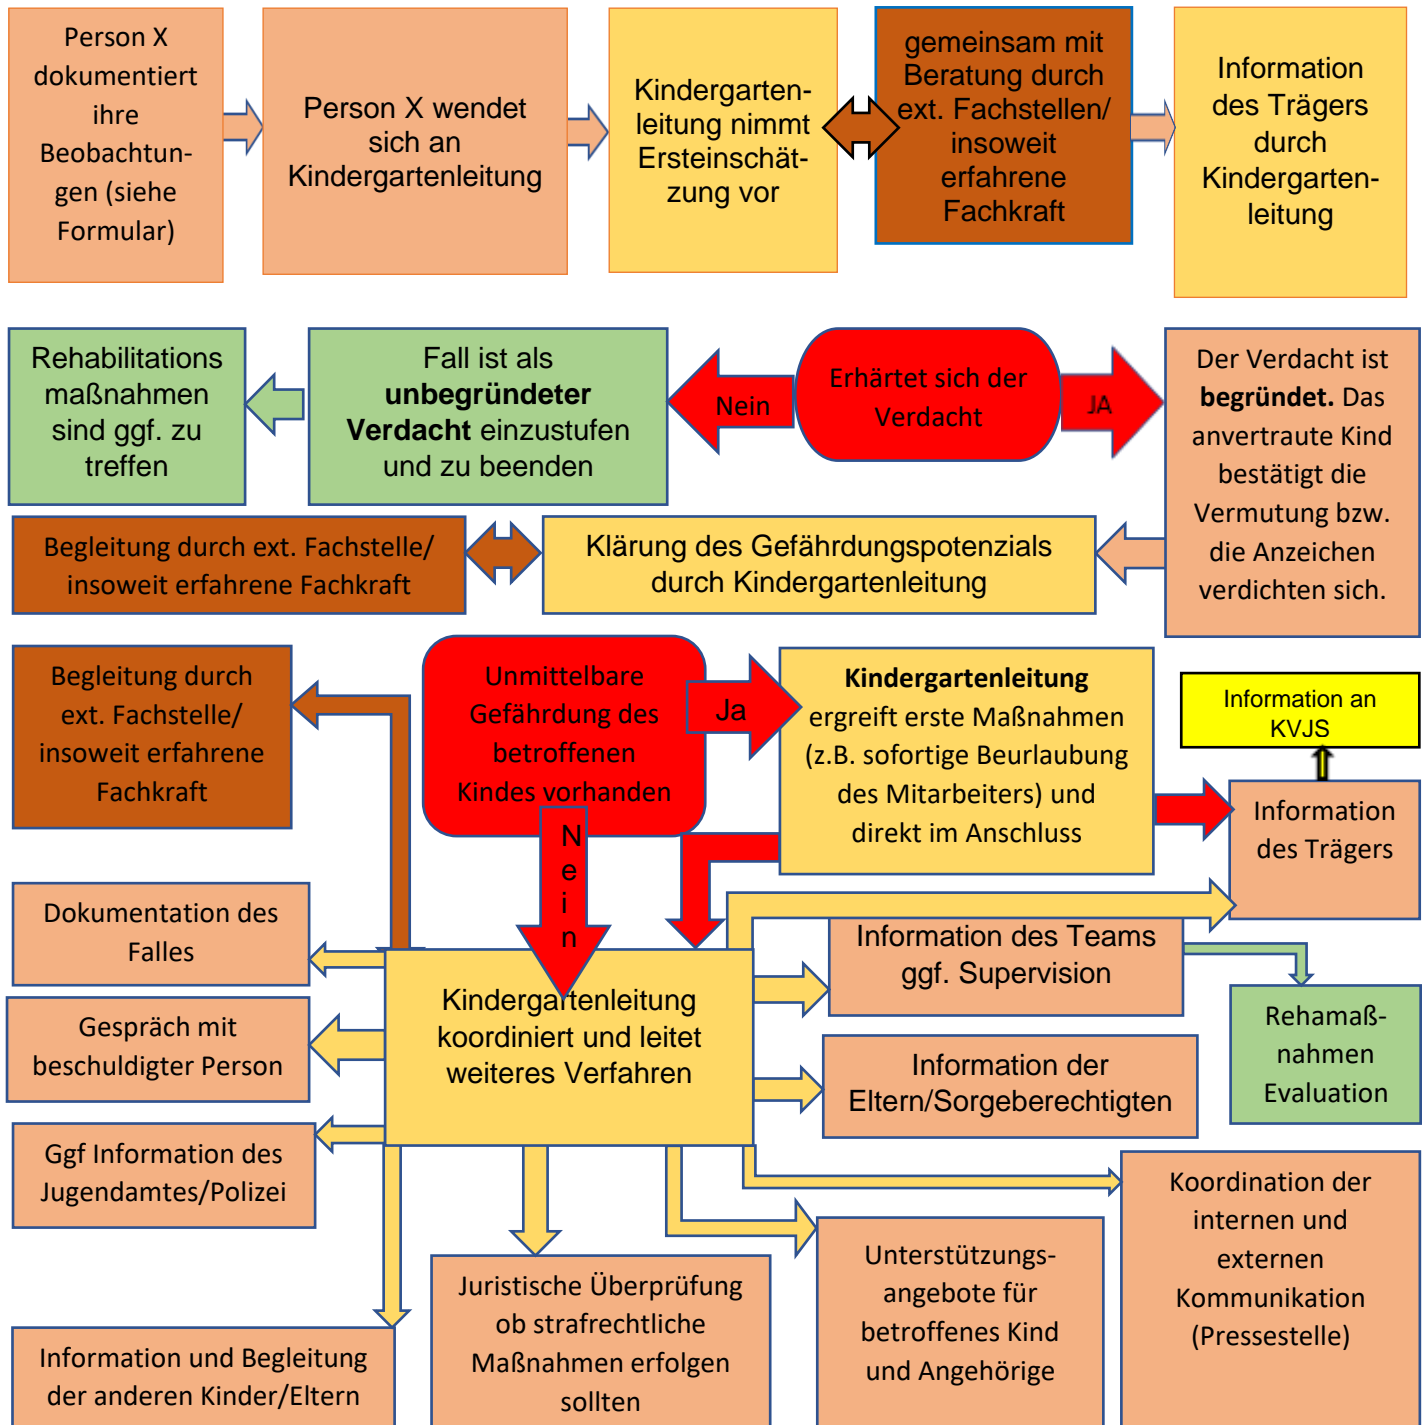 Person X
dokumentiert
ihre
Beobachtun-
gen (siehe
Formular)
Person X wendet
sich an
Kindergartenleitung
Kindergarten-
leitung nimmt
Ersteinschät-
zung vor
gemeinsam mit
Beratung durch
ext. Fachstellen/
insoweit
erfahrene
Fachkraft
Information
des Trägers
durch
Kindergarten-
leitung
Rehabilitations
maßnahmen
sind ggf. zu
treffen
Fall ist als
unbegründeter
Verdacht einzustufen
und zu beenden
Nein
Erhärtet sich der
Verdacht
JA
Der Verdacht ist
begründet. Das
anvertraute Kind
bestätigt die
Vermutung bzw.
die Anzeichen
verdichten sich.
Begleitung durch ext. Fachstelle/
insoweit erfahrene Fachkraft
Klärung des Gefährdungspotenzials
durch Kindergartenleitung
Begleitung durch
ext. Fachstelle/
insoweit erfahrene
Fachkraft
Unmittelbare
Gefährdung des
betroffenen
Kindes vorhanden
Ja
Kindergartenleitung
ergreift erste Maßnahmen
(z.B. sofortige Beurlaubung
des Mitarbeiters) und
direkt im Anschluss
Information an
KVJS
Information
des Trägers
N
e
i
n
Dokumentation des
Falles
Gespräch mit
beschuldigter Person
Ggf Information des
Jugendamtes/Polizei
Kindergartenleitung
koordiniert und leitet
weiteres Verfahren
Information des Teams
ggf. Supervision
Information der
Eltern/Sorgeberechtigten
Rehamaß-
nahmen
Evaluation
Information und Begleitung
der anderen Kinder/Eltern
Juristische Überprüfung
ob strafrechtliche
Maßnahmen erfolgen
sollten
Unterstützungs-
angebote für
betroffenes Kind
und Angehörige
Koordination der
internen und
externen
Kommunikation
(Pressestelle)